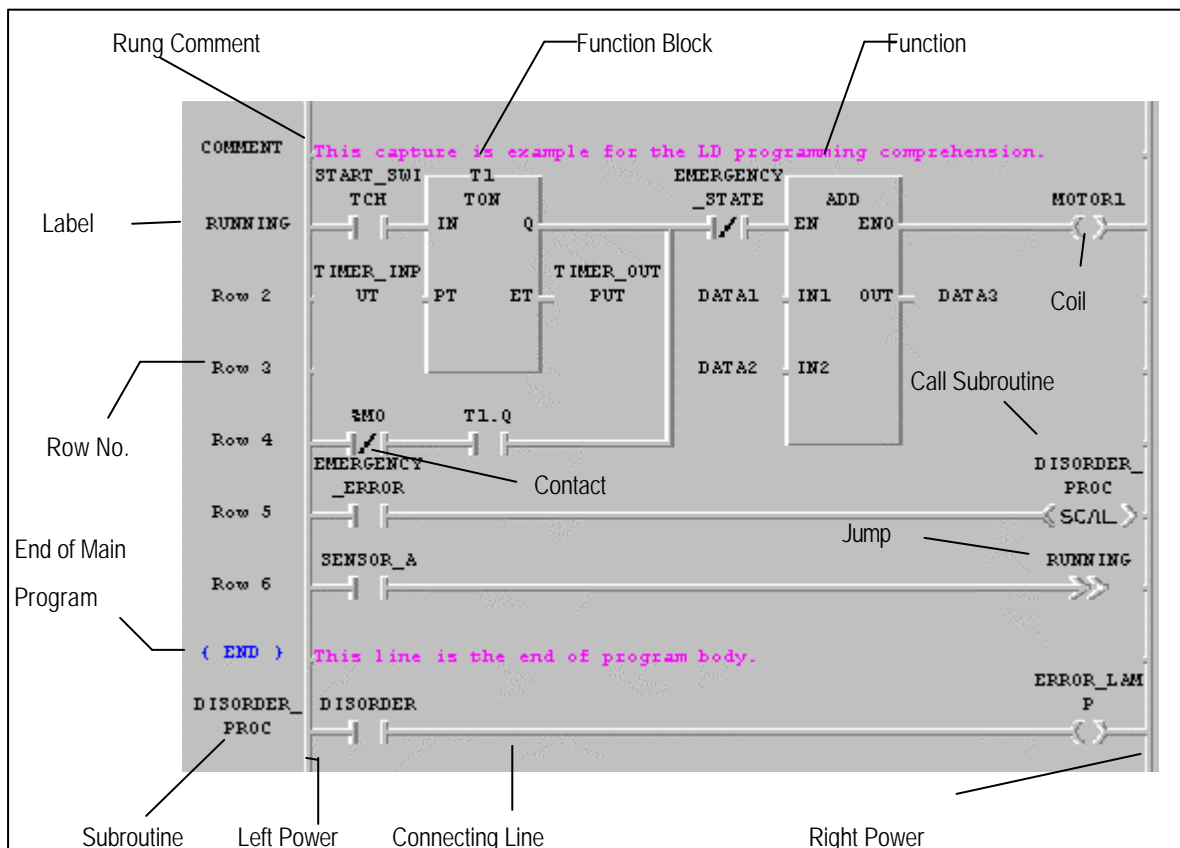 Rung Comment Function Block Function
COMMENT This capture is example for the LD programming comprehension.
START_SWI T1 EMERGENCY
TCH TON _STATE ADD MOTOR1
Label RUNNING IN Q EN ENO
TIMER_INP TIMER_OUT
Row 2 UT PT ET PUT DATA1 IN1 OUT DATA3 Coil
Row 3 DATA2 IN2
Call Subroutine
%M0 T1.Q
Row No. Row 4
EMERGENCY DISORDER_
_ERROR Contact PROC
Row 5 SCAL
End of Main Jump
SENSOR_A RUNNING
Row 6
Program
( END ) This line is the end of program body.
ERROR_LAM
DISORDER_ DISORDER P
PROC
Subroutine Left Power Connecting Line Right Power